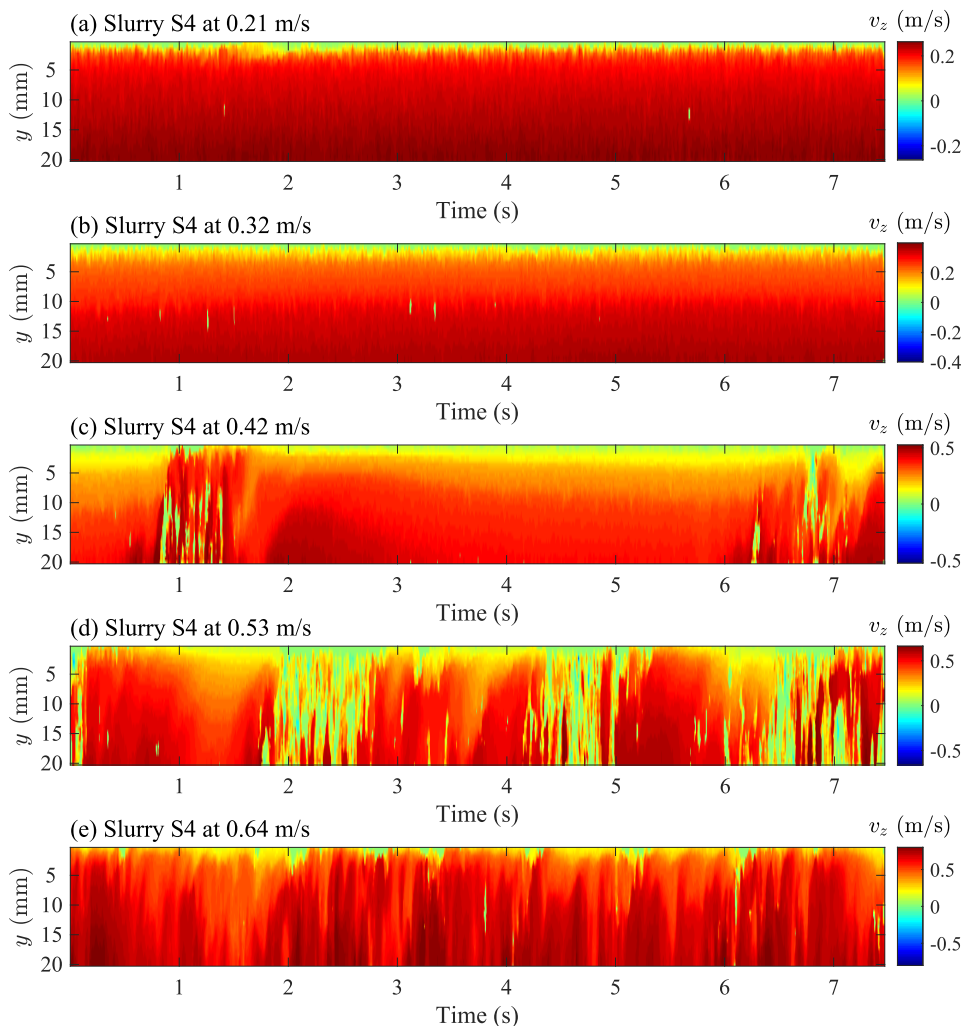 (a) Slurry S4 at 0.21 m/s
v_z (m/s)
y (mm)
5
10
15
20
1 2 3 4 5 6 7
Time (s)
0.2
0
-0.2
(b) Slurry S4 at 0.32 m/s
v_z (m/s)
y (mm)
5
10
15
20
1 2 3 4 5 6 7
Time (s)
0.2
0
-0.2
-0.4
(c) Slurry S4 at 0.42 m/s
v_z (m/s)
y (mm)
5
10
15
20
1 2 3 4 5 6 7
Time (s)
0.5
0
-0.5
(d) Slurry S4 at 0.53 m/s
v_z (m/s)
y (mm)
5
10
15
20
1 2 3 4 5 6 7
Time (s)
0.5
0
-0.5
(e) Slurry S4 at 0.64 m/s
v_z (m/s)
y (mm)
5
10
15
20
1 2 3 4 5 6 7
Time (s)
0.5
0
-0.5